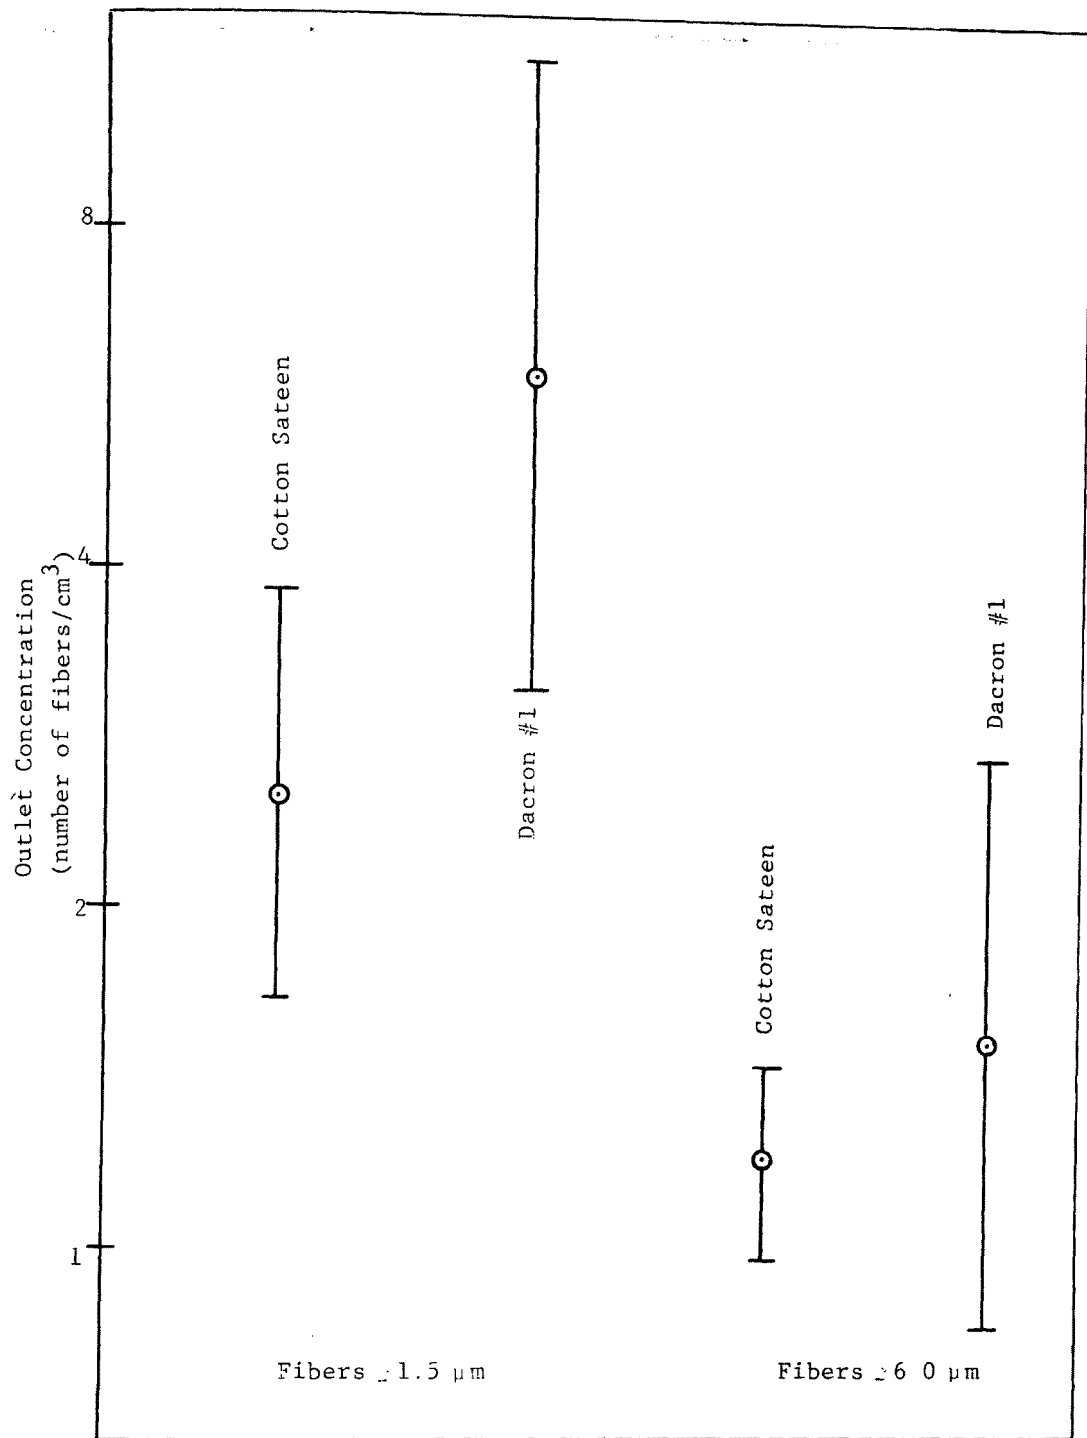 8
4
2
1
Outlet Concentration
(number of fibers/cm³)
Cotton Sateen
Dacron #1
Cotton Sateen
Dacron #1
Fibers 1.5 μm
Fibers 6 0 μm